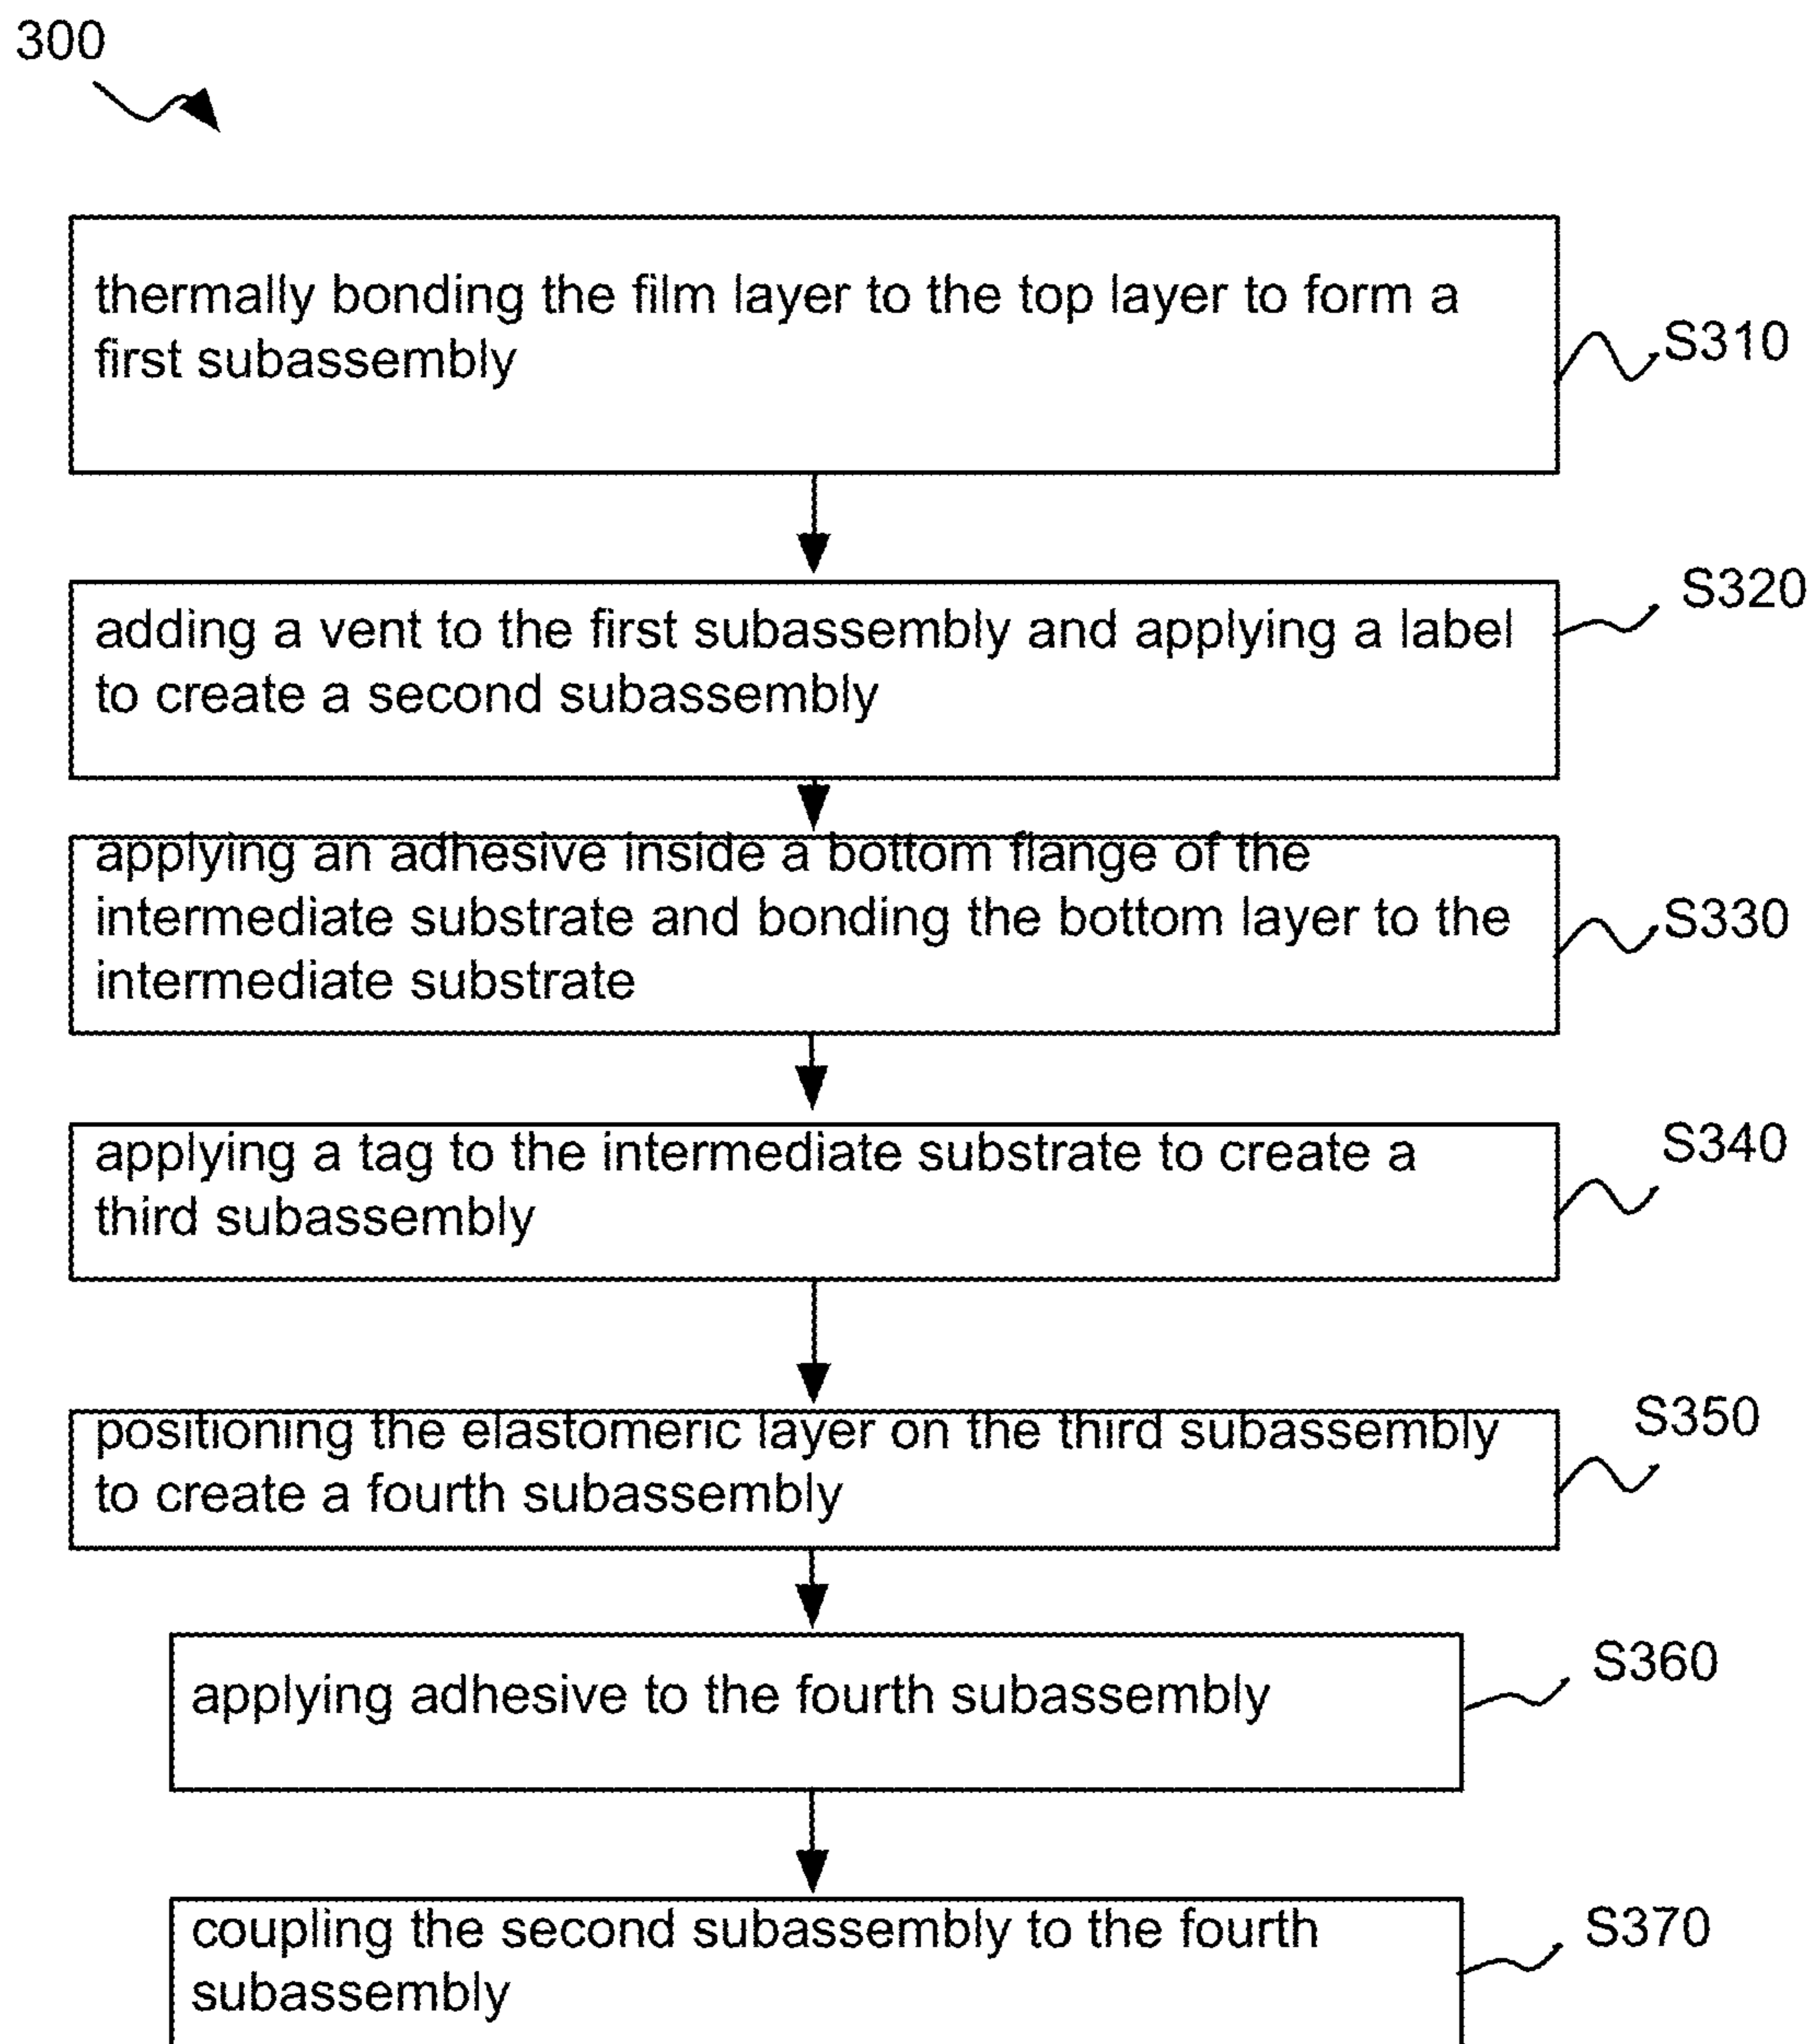 300
thermally bonding the film layer to the top layer to form a
first subassembly
S310
adding a vent to the first subassembly and applying a label
to create a second subassembly
S320
applying an adhesive inside a bottom flange of the
intermediate substrate and bonding the bottom layer to the
intermediate substrate
S330
applying a tag to the intermediate substrate to create a
third subassembly
S340
positioning the elastomeric layer on the third subassembly
to create a fourth subassembly
S350
applying adhesive to the fourth subassembly
S360
coupling the second subassembly to the fourth
subassembly
S370